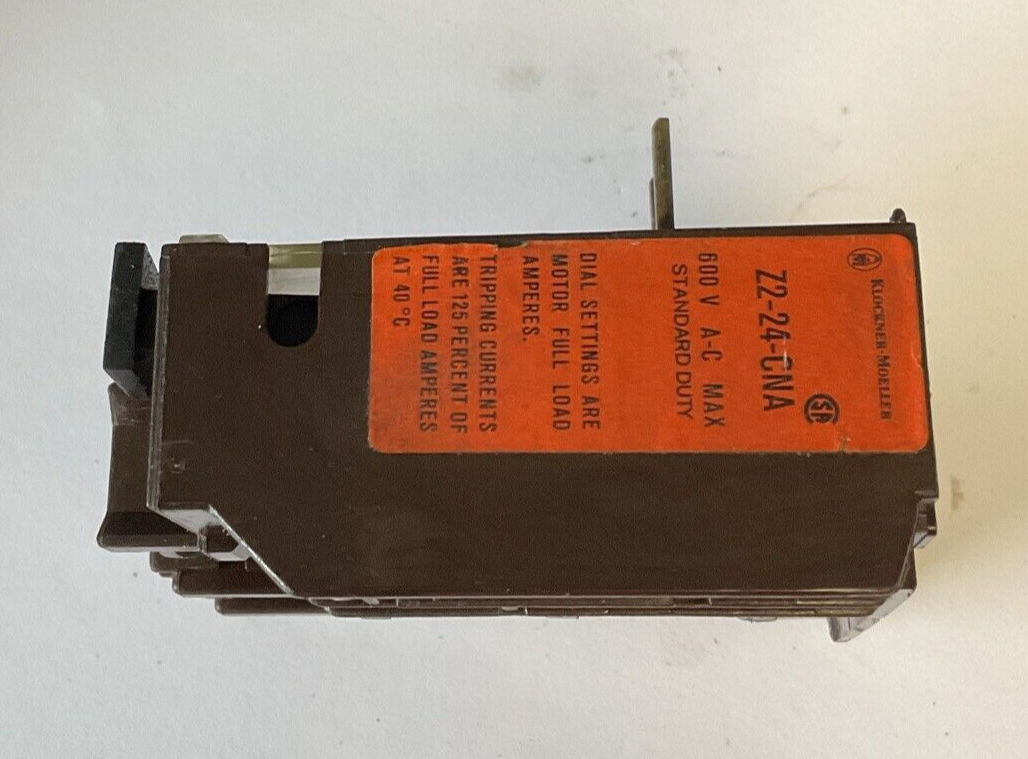 KLOCKNER-MOELLER
SA
Z2-24-CNA
600 V A-C MAX
STANDARD DUTY
DIAL SETTINGS ARE
MOTOR FULL LOAD
AMPERES.
TRIPPING CURRENTS
ARE 125 PERCENT OF
FULL LOAD AMPERES
AT 40 °C